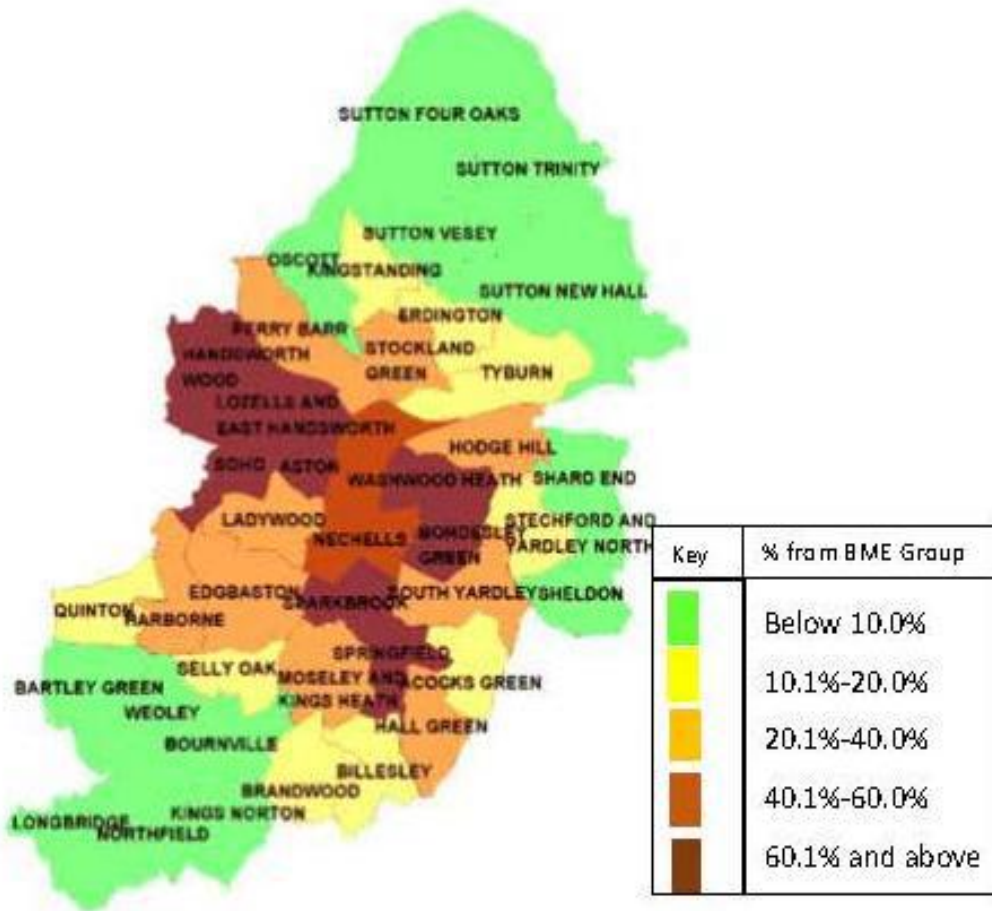 SUTTON FOUR OAKS
SUTTON TRINITY
SUTTON VESEY
OSCOTT
KINGSTANDING
SUTTON NEW HALL
ERDINGTON
PERRY BARR
STOCKLAND
GREEN
TYBURN
HANDSWORTH
WOOD
LOZELLS AND
EAST HANDSWORTH
HODGE HILL
SOHO
ASTON
WASHWOOD HEATH
SHARD END
LADYWOOD
STECHFORD AND
YARDLEY NORTH
NECHELLS
BORDESLEY
GREEN
EDGBASTON
SPARKBROOK
SOUTH YARDLEY
SHELDON
QUINTON
HARBORNE
SPRINGFIELD
SELLY OAK
MOSELEY AND
KINGS HEATH
ACOCKS GREEN
BARTLEY GREEN
WEOLEY
HALL GREEN
BOURNVILLE
BILLESLEY
BRANDWOOD
KINGS NORTON
LONGBRIDGE
NORTHFIELD
Key % from BME Group
Below 10.0%
10.1%-20.0%
20.1%-40.0%
40.1%-60.0%
60.1% and above